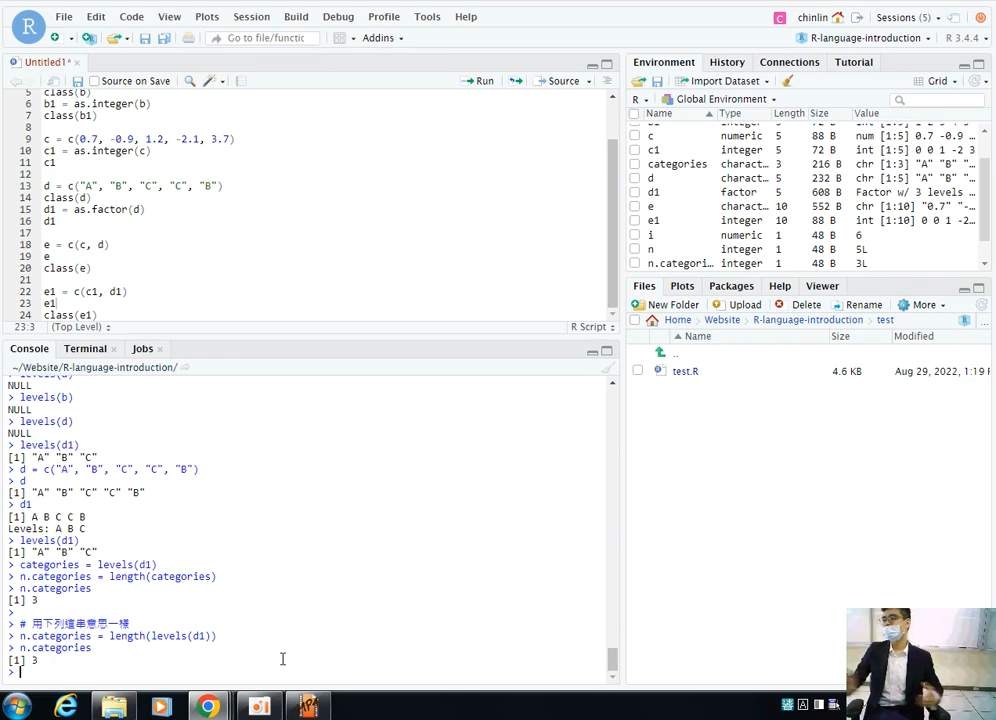 File Edit Code View Plots Session Build Debug Profile Tools Help
chinlin Sessions (5)
Go to file/functic Addins
R-language-introduction R 3.4.4
Untitled1*
Source on Save Run Source
5 class(b)
6 b1 = as.integer(b)
7 class(b1)
8
9 c = c(0.7, -0.9, 1.2, -2.1, 3.7)
10 c1 = as.integer(c)
11 c1
12
13 d = c("A", "B", "C", "C", "B")
14 class(d)
15 d1 = as.factor(d)
16 d1
17
18 e = c(c, d)
19 e
20 class(e)
21
22 e1 = c(c1, d1)
23 e1
24 class(e1)
23:3 (Top Level) R Script
Console Terminal Jobs
~/Website/R-language-introduction/
NULL
> levels(b)
NULL
> levels(d)
NULL
> levels(d1)
[1] "A" "B" "C"
> d = c("A", "B", "C", "C", "B")
> d
[1] "A" "B" "C" "C" "B"
> d1
[1] A B C C B
Levels: A B C
> levels(d1)
[1] "A" "B" "C"
> categories = levels(d1)
> n.categories = length(categories)
> n.categories
[1] 3
>
> # 用下列這串意思一樣
> n.categories = length(levels(d1))
> n.categories
[1] 3
>
Environment History Connections Tutorial
Import Dataset Grid
R Global Environment
Name Type Length Size Value
c numeric 5 88 B num [1:5] 0.7 -0.9 …
c1 integer 5 72 B int [1:5] 0 0 1 -2 3
categories charact… 3 216 B chr [1:3] "A" "B" "…
d charact… 5 232 B chr [1:5] "A" "B" "…
d1 factor 5 608 B Factor w/ 3 levels …
e charact… 10 552 B chr [1:10] "0.7" "-…
e1 integer 10 88 B int [1:10] 0 0 1 -2…
i numeric 1 48 B 6
n integer 1 48 B 5L
n.categori… integer 1 48 B 3L
Files Plots Packages Help Viewer
New Folder Upload Delete Rename More
Home Website R-language-introduction test
Name Size Modified
..
test.R 4.6 KB Aug 29, 2022, 1:19